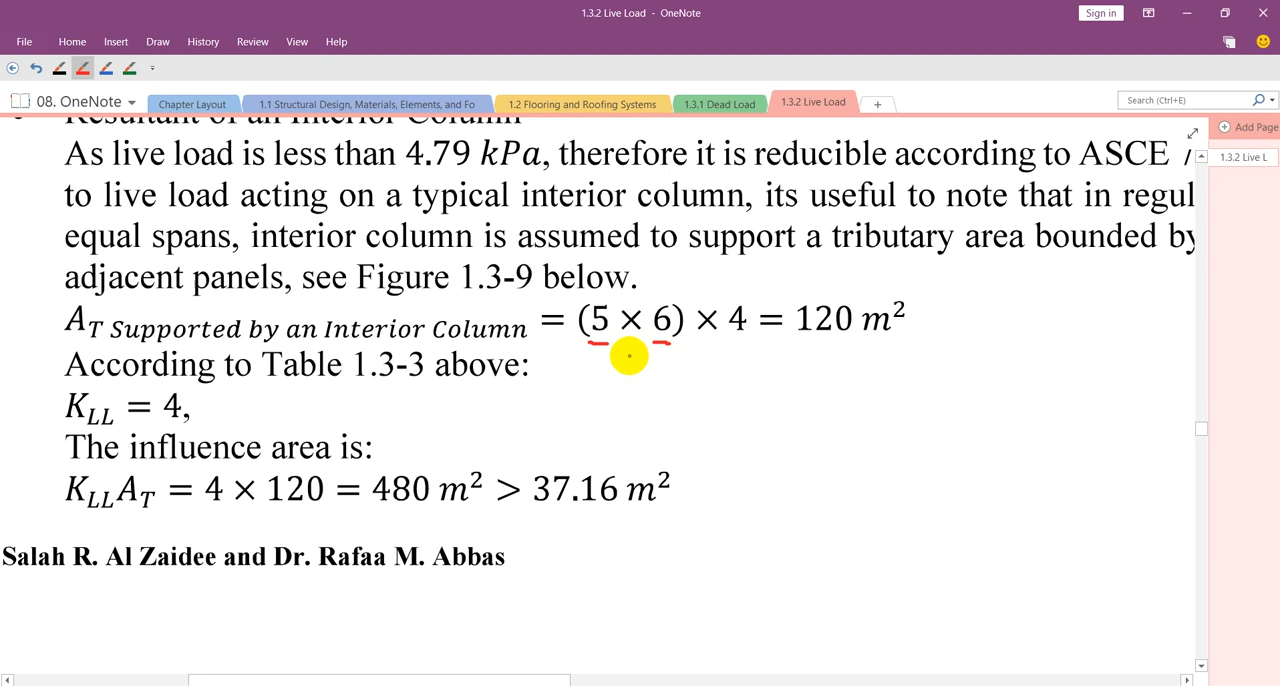 1.3.2 Live Load - OneNote
Sign in
File Home Insert Draw History Review View Help
08. OneNote
Chapter Layout
1.1 Structural Design, Materials, Elements, and Fo
1.2 Flooring and Roofing Systems
1.3.1 Dead Load
1.3.2 Live Load
Search (Ctrl+E)
Add Page
1.3.2 Live L
Resultant of an Interior Column
As live load is less than 4.79 kPa, therefore it is reducible according to ASCE
to live load acting on a typical interior column, its useful to note that in regul
equal spans, interior column is assumed to support a tributary area bounded by
adjacent panels, see Figure 1.3-9 below.
A_T Supported by an Interior Column = (5 × 6) × 4 = 120 m²
According to Table 1.3-3 above:
K_LL = 4,
The influence area is:
K_LL A_T = 4 × 120 = 480 m² > 37.16 m²
Salah R. Al Zaidee and Dr. Rafaa M. Abbas